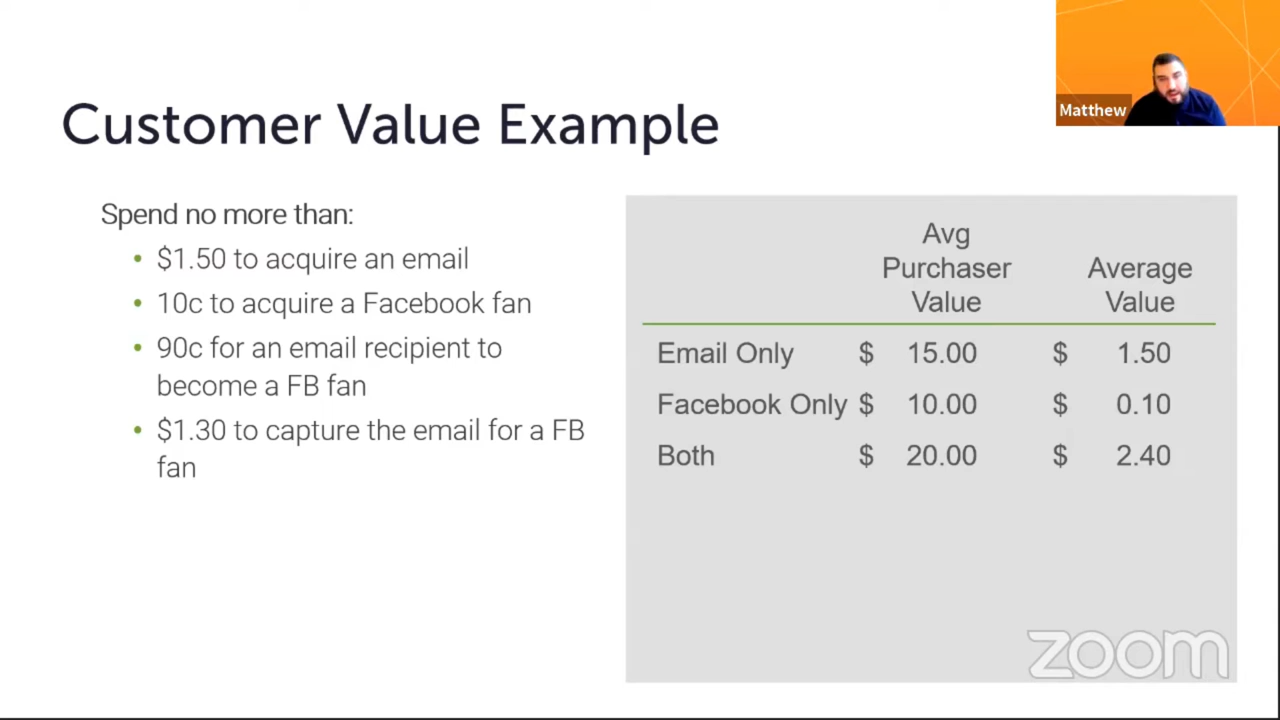 Matthew
Customer Value Example
Spend no more than:
• $1.50 to acquire an email
• 10c to acquire a Facebook fan
• 90c for an email recipient to
become a FB fan
• $1.30 to capture the email for a FB
fan
Avg
Purchaser
Value
Average
Value
Email Only $ 15.00 $ 1.50
Facebook Only $ 10.00 $ 0.10
Both $ 20.00 $ 2.40
zoom